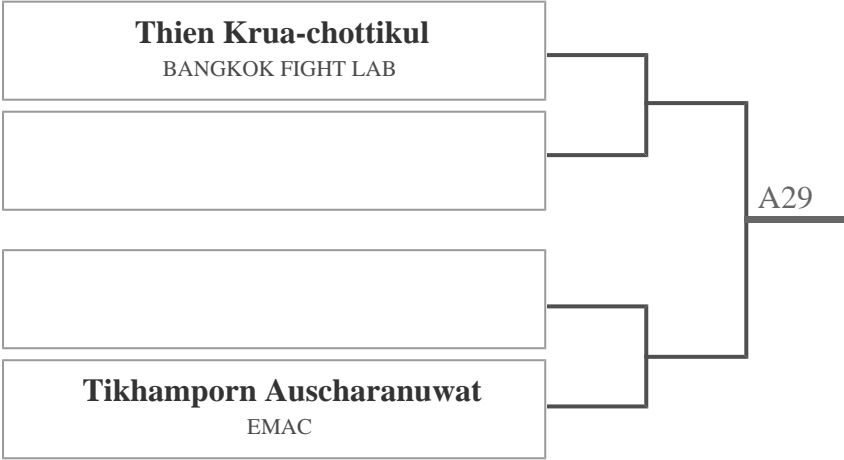 Thien Krua-chottikul
BANGKOK FIGHT LAB
A29
Tikhamporn Auscharanuwat
EMAC